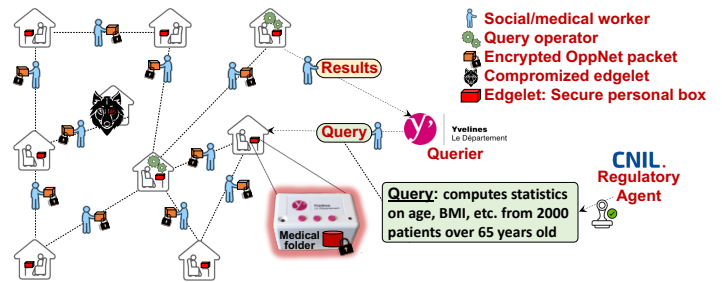 Social/medical worker
Query operator
Encrypted OppNet packet
Compromized edgelet
Edgelet: Secure personal box
Results
Query
y'
Yvelines
Le Département
Querier
CNIL.
Regulatory
Agent
Query: computes statistics
on age, BMI, etc. from 2000
patients over 65 years old
Yvelines
Medical
folder